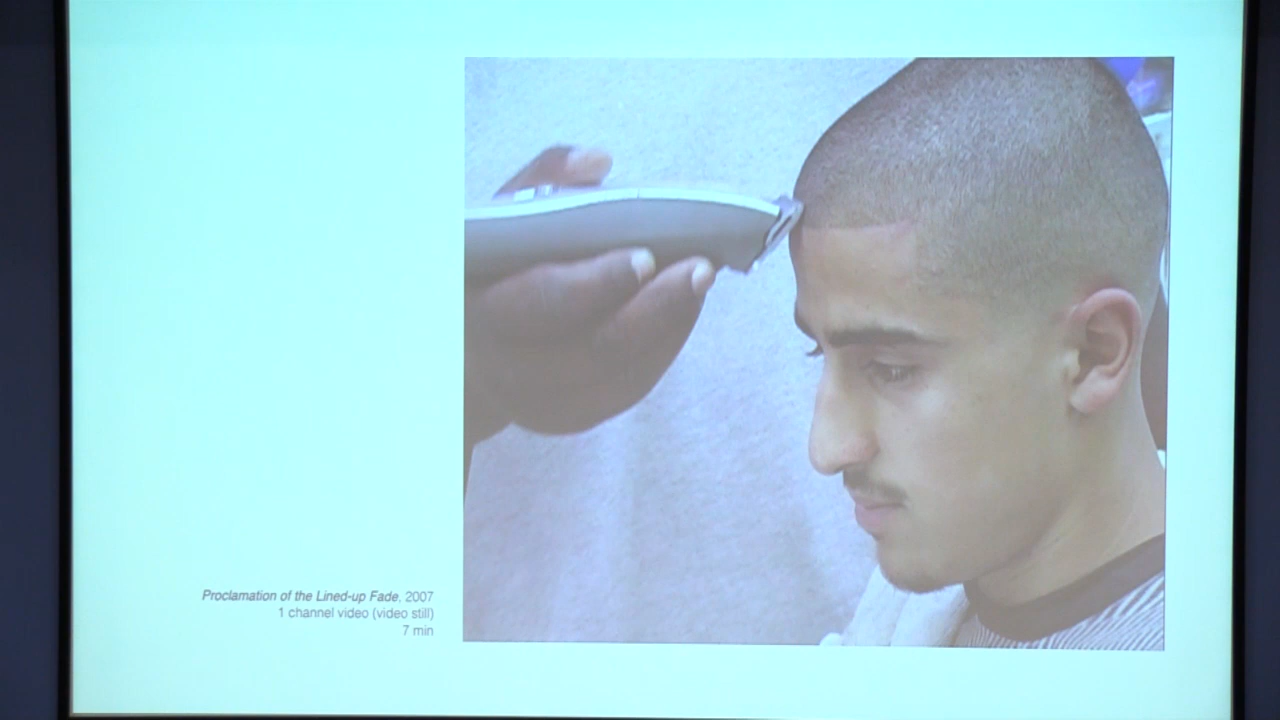 Proclamation of the Lined-up Fade, 2007
1 channel video (video still)
7 min